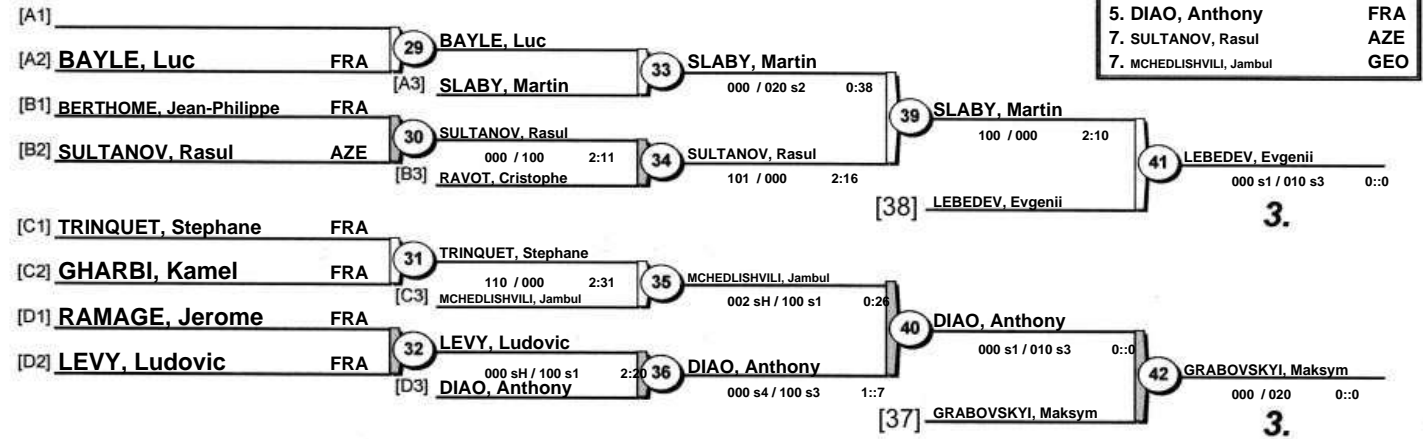 [A1]
[A2] BAYLE, Luc FRA
29
BAYLE, Luc
[A3] SLABY, Martin
33
SLABY, Martin
000 / 020 s2 0:38
[B1] BERTHOME, Jean-Philippe FRA
[B2] SULTANOV, Rasul AZE
30
SULTANOV, Rasul
000 / 100 2:11
[B3] RAVOT, Cristophe
34
SULTANOV, Rasul
101 / 000 2:16
39
SLABY, Martin
100 / 000 2:10
[38] LEBEDEV, Evgenii
41
LEBEDEV, Evgenii
000 s1 / 010 s3 0::0
3.
[C1] TRINQUET, Stephane FRA
[C2] GHARBI, Kamel FRA
31
TRINQUET, Stephane
110 / 000 2:31
[C3] MCHEDLISHVILI, Jambul
35
MCHEDLISHVILI, Jambul
002 sH / 100 s1 0:26
[D1] RAMAGE, Jerome FRA
[D2] LEVY, Ludovic FRA
32
LEVY, Ludovic
000 sH / 100 s1 2:20
[D3] DIAO, Anthony
36
DIAO, Anthony
000 s4 / 100 s3 1::7
40
DIAO, Anthony
000 s1 / 010 s3 0::0
[37] GRABOVSKYI, Maksym
42
GRABOVSKYI, Maksym
000 / 020 0::0
3.
5. DIAO, Anthony FRA
7. SULTANOV, Rasul AZE
7. MCHEDLISHVILI, Jambul GEO